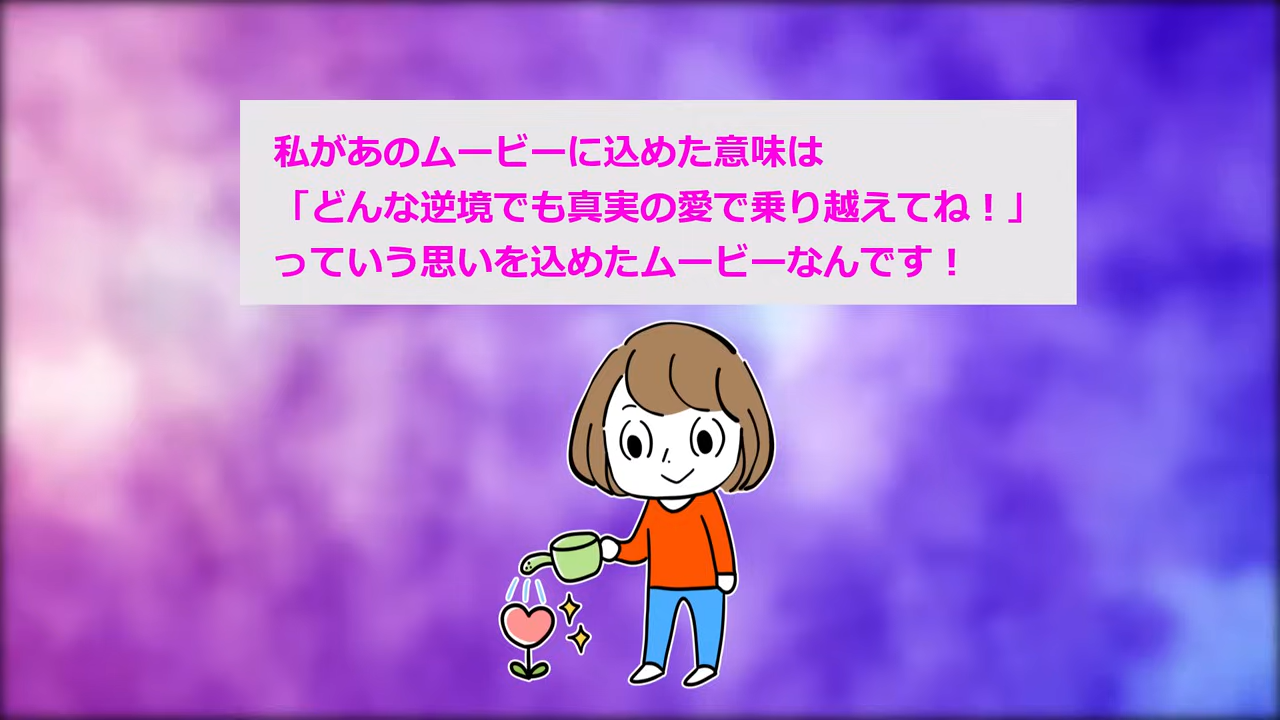 私があのムービーに込めた意味は
「どんな逆境でも真実の愛で乗り越えてね！」
っていう思いを込めたムービーなんです！